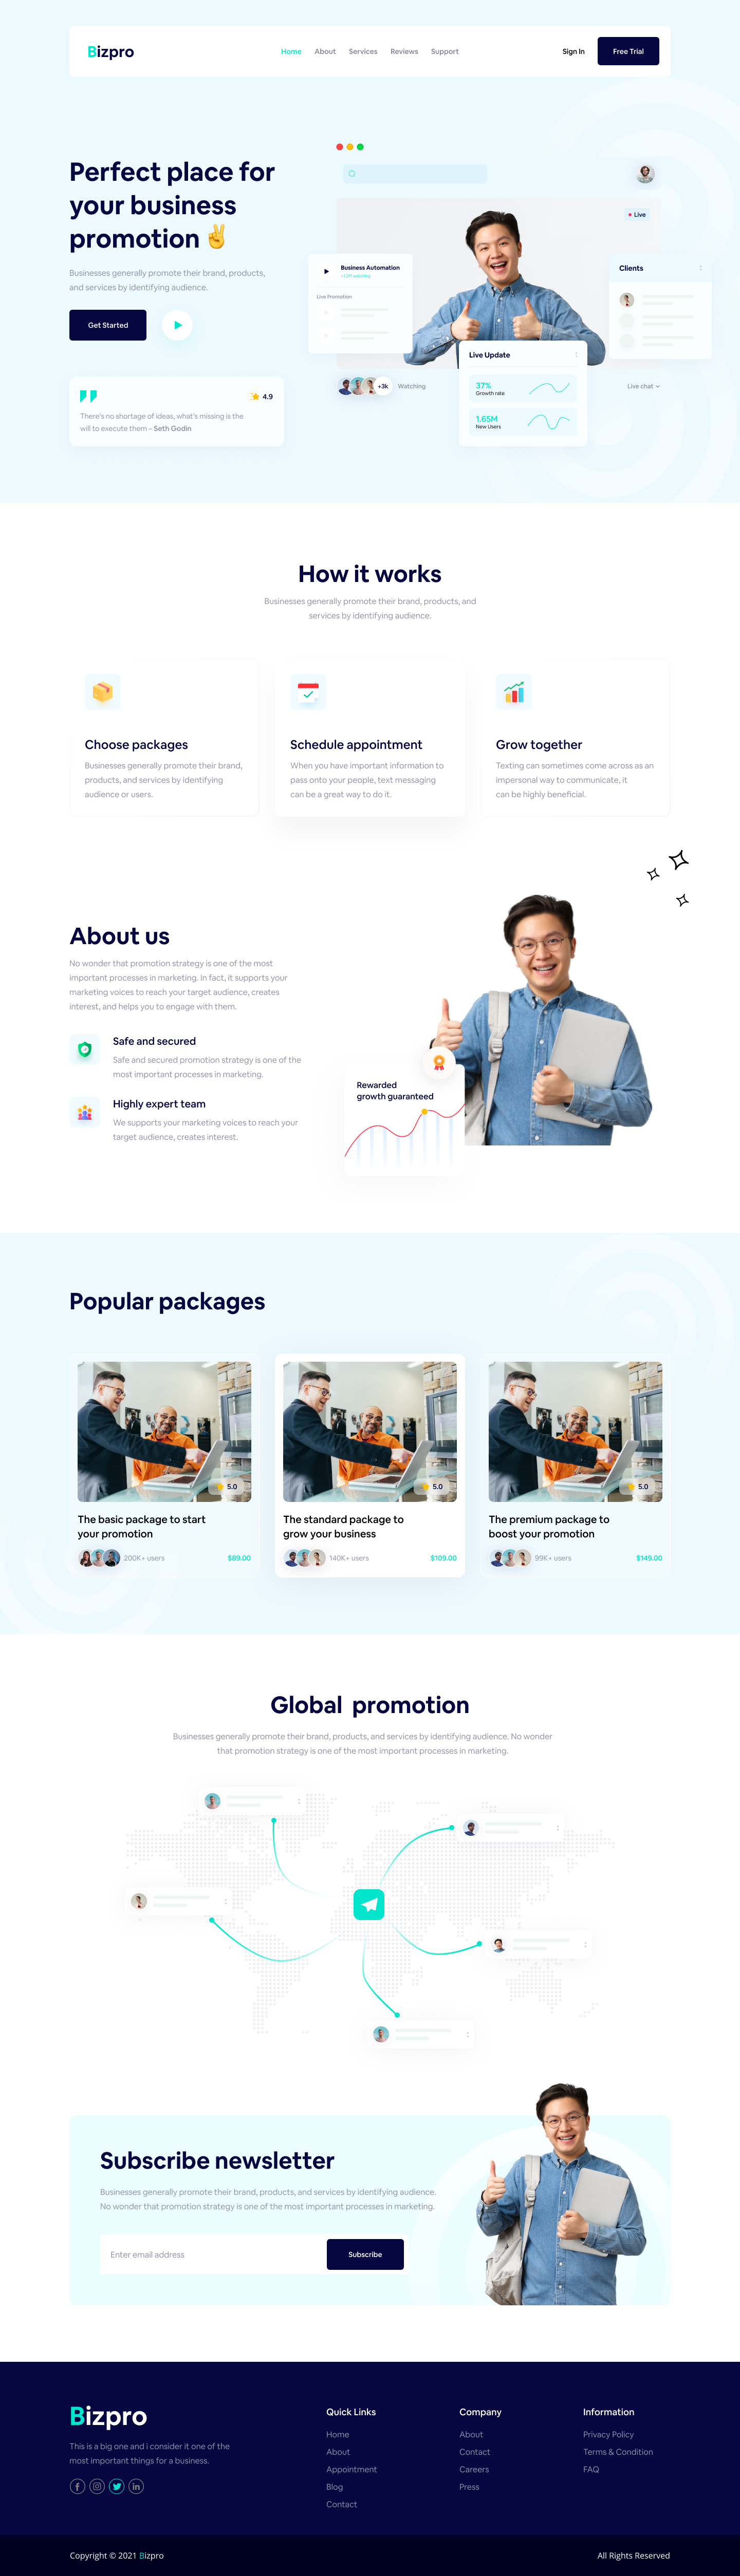 Bizpro
Home About Services Reviews Support
Sign In Free Trial
Perfect place for
your business
promotion
Businesses generally promote their brand, products,
and services by identifying audience.
Get Started
4.9
There's no shortage of ideas, what's missing is the
will to execute them – Seth Godin
Live
Business Automation
Live Promotion
Clients
Live Update
37%
Growth rate
1.65M
New Users
+3k Watching
Live chat
How it works
Businesses generally promote their brand, products, and
services by identifying audience.
Choose packages
Businesses generally promote their brand,
products, and services by identifying
audience or users.
Schedule appointment
When you have important information to
pass onto your people, text messaging
can be a great way to do it.
Grow together
Texting can sometimes come across as an
impersonal way to communicate, it
can be highly beneficial.
About us
No wonder that promotion strategy is one of the most
important processes in marketing. In fact, it supports your
marketing voices to reach your target audience, creates
interest, and helps you to engage with them.
Safe and secured
Safe and secured promotion strategy is one of the
most important processes in marketing.
Highly expert team
We supports your marketing voices to reach your
target audience, creates interest.
Rewarded
growth guaranteed
Popular packages
5.0
The basic package to start
your promotion
200K+ users $89.00
5.0
The standard package to
grow your business
140K+ users $109.00
5.0
The premium package to
boost your promotion
99K+ users $149.00
Global promotion
Businesses generally promote their brand, products, and services by identifying audience. No wonder
that promotion strategy is one of the most important processes in marketing.
Subscribe newsletter
Businesses generally promote their brand, products, and services by identifying audience.
No wonder that promotion strategy is one of the most important processes in marketing.
Enter email address
Subscribe
Bizpro
This is a big one and i consider it one of the
most important things for a business.
Quick Links
Home
About
Appointment
Blog
Contact
Company
About
Contact
Careers
Press
Information
Privacy Policy
Terms & Condition
FAQ
Copyright © 2021 Bizpro
All Rights Reserved